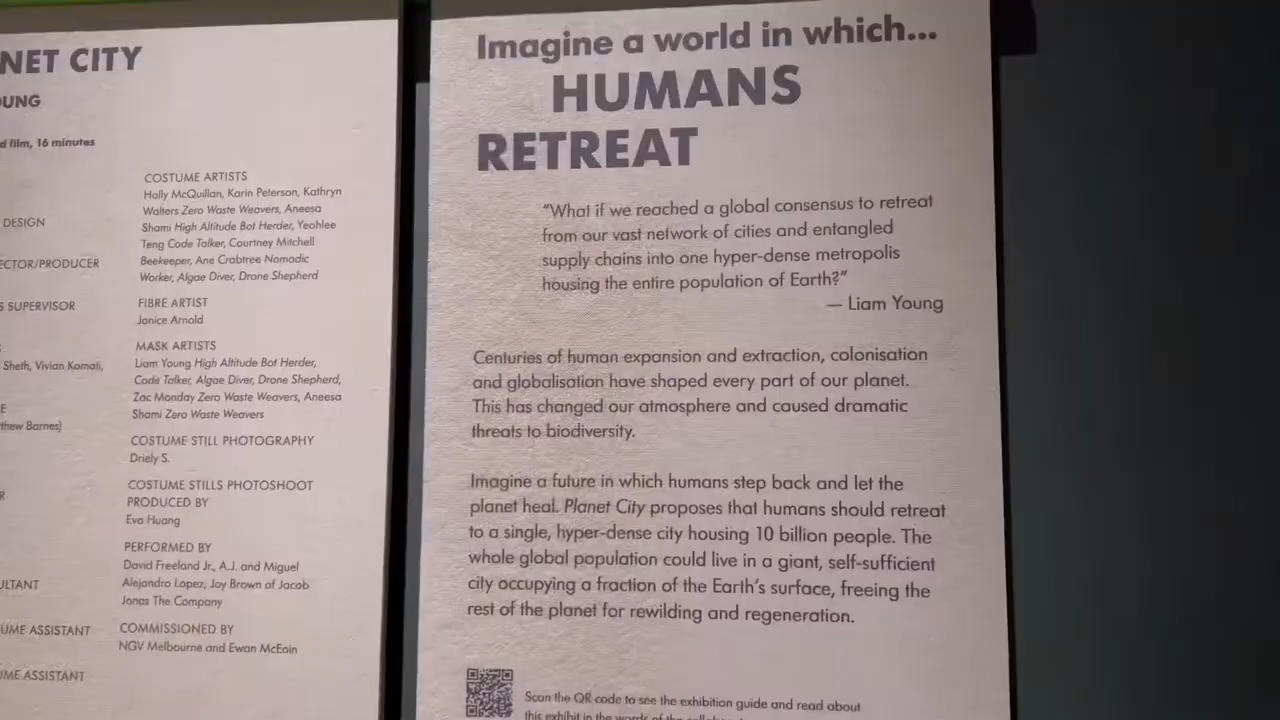 NET CITY
OUNG
d film, 16 minutes
DESIGN
ECTOR/PRODUCER
S SUPERVISOR
Sheth, Vivian Komali,
E
thew Barnes)
R
ULTANT
UME ASSISTANT
UME ASSISTANT
COSTUME ARTISTS
Holly McQuillan, Karin Peterson, Kathryn
Walters Zero Waste Weavers, Aneesa
Shami High Altitude Bot Herder, Yeohlee
Teng Code Talker, Courtney Mitchell
Beekeeper, Ane Crabtree Nomadic
Worker, Algae Diver, Drone Shepherd
FIBRE ARTIST
Janice Arnold
MASK ARTISTS
Liam Young High Altitude Bot Herder,
Code Talker, Algae Diver, Drone Shepherd,
Zac Monday Zero Waste Weavers, Aneesa
Shami Zero Waste Weavers
COSTUME STILL PHOTOGRAPHY
Driely S.
COSTUME STILLS PHOTOSHOOT
PRODUCED BY
Eva Huang
PERFORMED BY
David Freeland Jr., A.J. and Miguel
Alejandro Lopez, Joy Brown of Jacob
Jonas The Company
COMMISSIONED BY
NGV Melbourne and Ewan McEoin
Imagine a world in which...
HUMANS
RETREAT
“What if we reached a global consensus to retreat
from our vast network of cities and entangled
supply chains into one hyper-dense metropolis
housing the entire population of Earth?”
— Liam Young
Centuries of human expansion and extraction, colonisation
and globalisation have shaped every part of our planet.
This has changed our atmosphere and caused dramatic
threats to biodiversity.
Imagine a future in which humans step back and let the
planet heal. Planet City proposes that humans should retreat
to a single, hyper-dense city housing 10 billion people. The
whole global population could live in a giant, self-sufficient
city occupying a fraction of the Earth’s surface, freeing the
rest of the planet for rewilding and regeneration.
Scan the QR code to see the exhibition guide and read about
this exhibit in the words of the